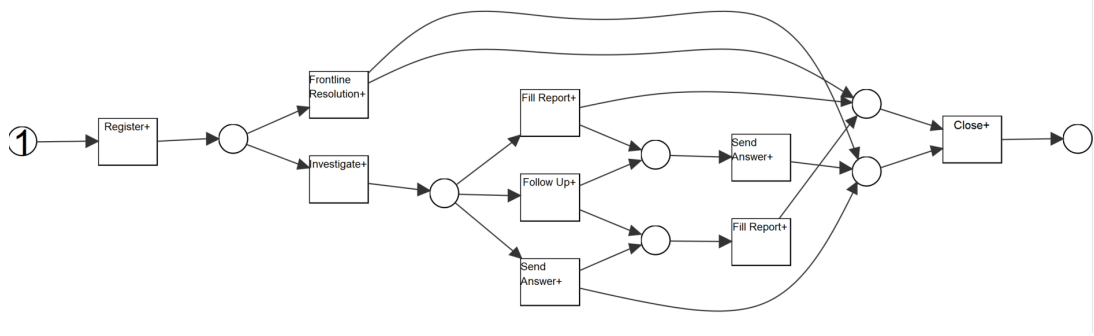 1
Register+
Frontline
Resolution+
Investigate+
Fill Report+
Follow Up+
Send
Answer+
Send
Answer+
Fill Report+
Close+